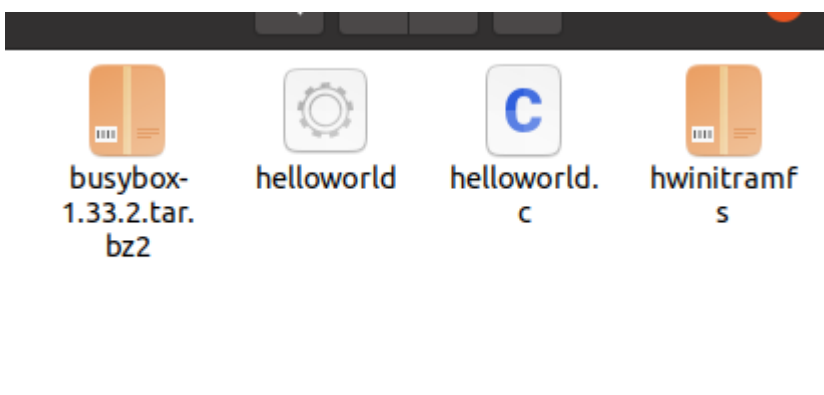 busybox-
1.33.2.tar.
bz2
helloworld
helloworld.
c
hwinitramf
s